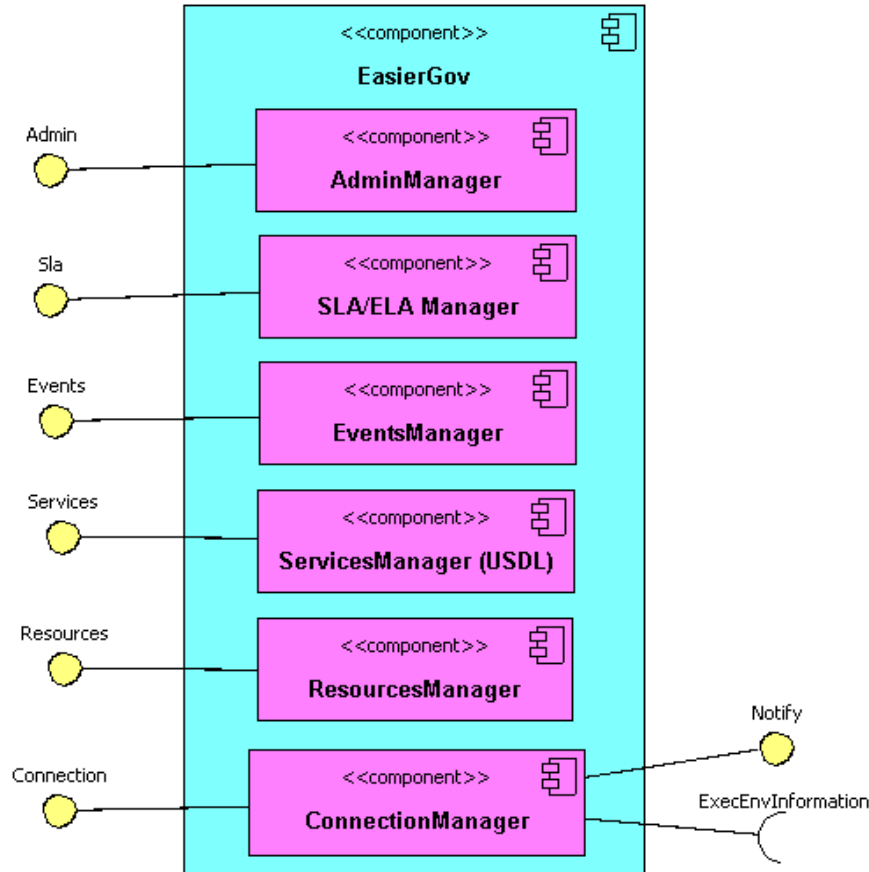 <<component>>
EasierGov
Admin
<<component>>
AdminManager
Sla
<<component>>
SLA/ELA Manager
Events
<<component>>
EventsManager
Services
<<component>>
ServicesManager (USDL)
Resources
<<component>>
ResourcesManager
Notify
Connection
<<component>>
ExecEnvInformation
ConnectionManager